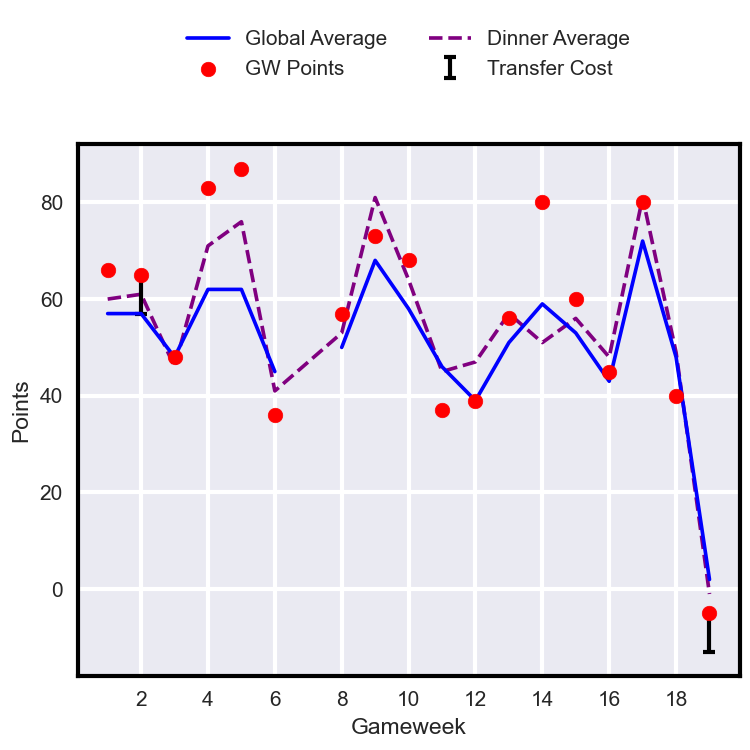 Global Average
Dinner Average
GW Points
Transfer Cost
80
60
40
20
0
Points
2 4 6 8 10 12 14 16 18
Gameweek